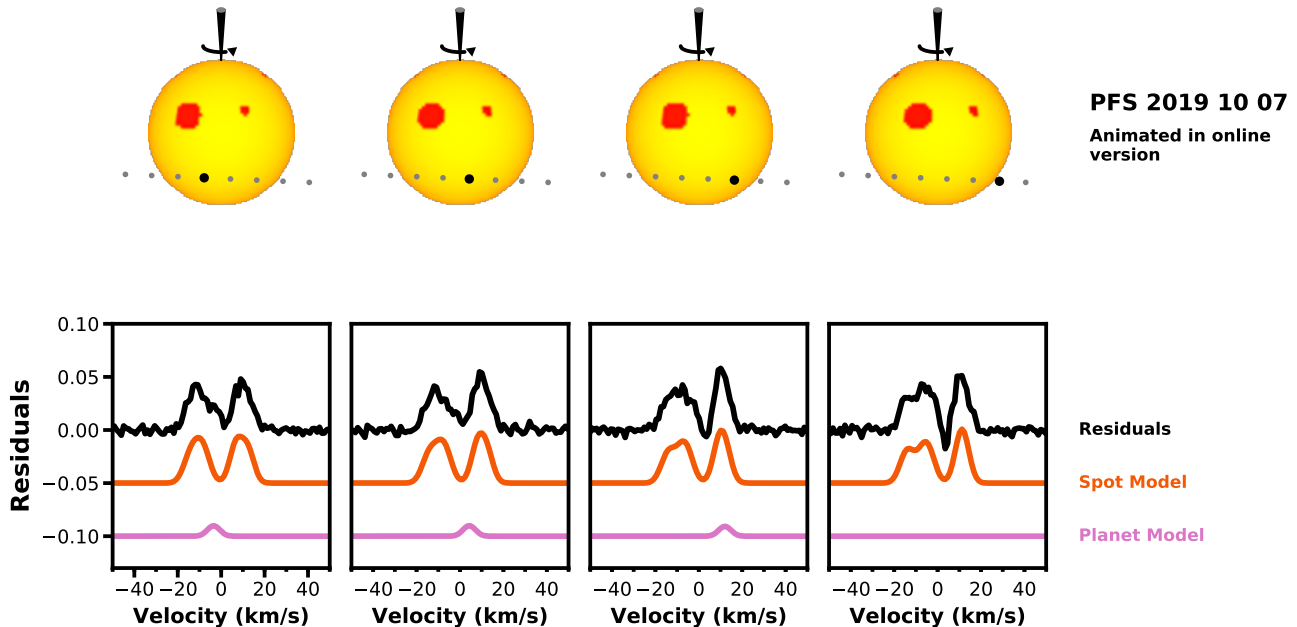 PFS 2019 10 07
Animated in online
version
Residuals
0.10
0.05
0.00
−0.05
−0.10
Residuals
Spot Model
Planet Model
−40 −20 0 20 40
−40 −20 0 20 40
−40 −20 0 20 40
−40 −20 0 20 40
Velocity (km/s)
Velocity (km/s)
Velocity (km/s)
Velocity (km/s)